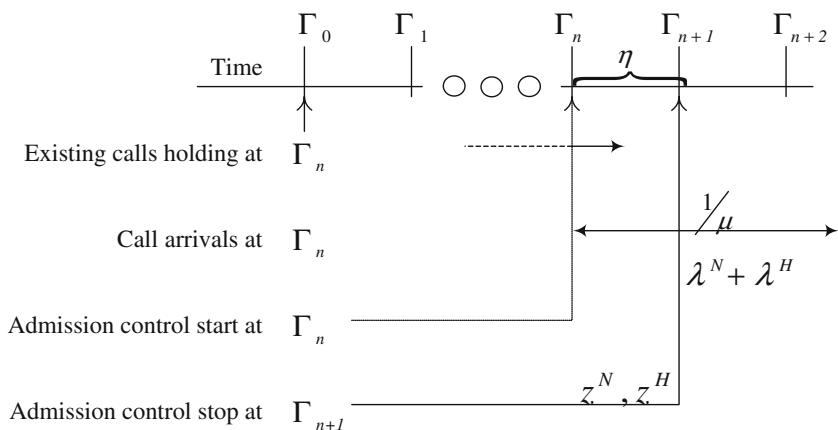 Γ₀ Γ₁ Γₙ Γₙ₊₁ Γₙ₊₂
Time η
Existing calls holding at Γₙ
1/μ
Call arrivals at Γₙ
λᴺ + λᴴ
Admission control start at Γₙ
zᴺ , zᴴ
Admission control stop at Γₙ₊₁